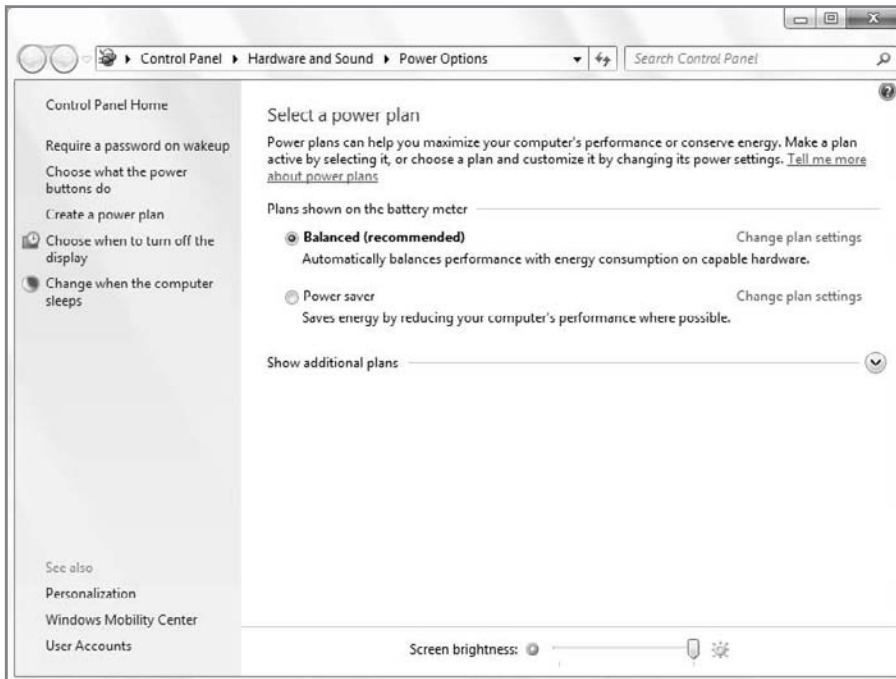 Control Panel ▸ Hardware and Sound ▸ Power Options
Search Control Panel
Control Panel Home
Require a password on wakeup
Choose what the power
buttons do
Create a power plan
Choose when to turn off the
display
Change when the computer
sleeps
See also
Personalization
Windows Mobility Center
User Accounts
Select a power plan
Power plans can help you maximize your computer's performance or conserve energy. Make a plan
active by selecting it, or choose a plan and customize it by changing its power settings. Tell me more
about power plans
Plans shown on the battery meter
Balanced (recommended) Change plan settings
Automatically balances performance with energy consumption on capable hardware.
Power saver Change plan settings
Saves energy by reducing your computer's performance where possible.
Show additional plans
Screen brightness: